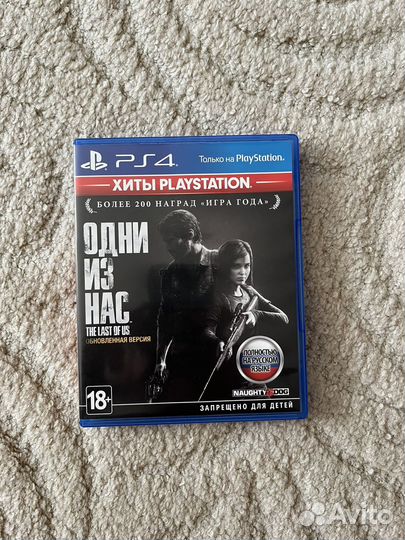 PS4
Только на PlayStation.
ХИТЫ PLAYSTATION
БОЛЕЕ 200 НАГРАД «ИГРА ГОДА»
ОДНИ
ИЗ
НАС
THE LAST OF US
ОБНОВЛЕННАЯ ВЕРСИЯ
ПОЛНОСТЬЮ
НА РУССКОМ
ЯЗЫКЕ
NAUGHTY DOG
18+
ЗАПРЕЩЕНО ДЛЯ ДЕТЕЙ
Avito